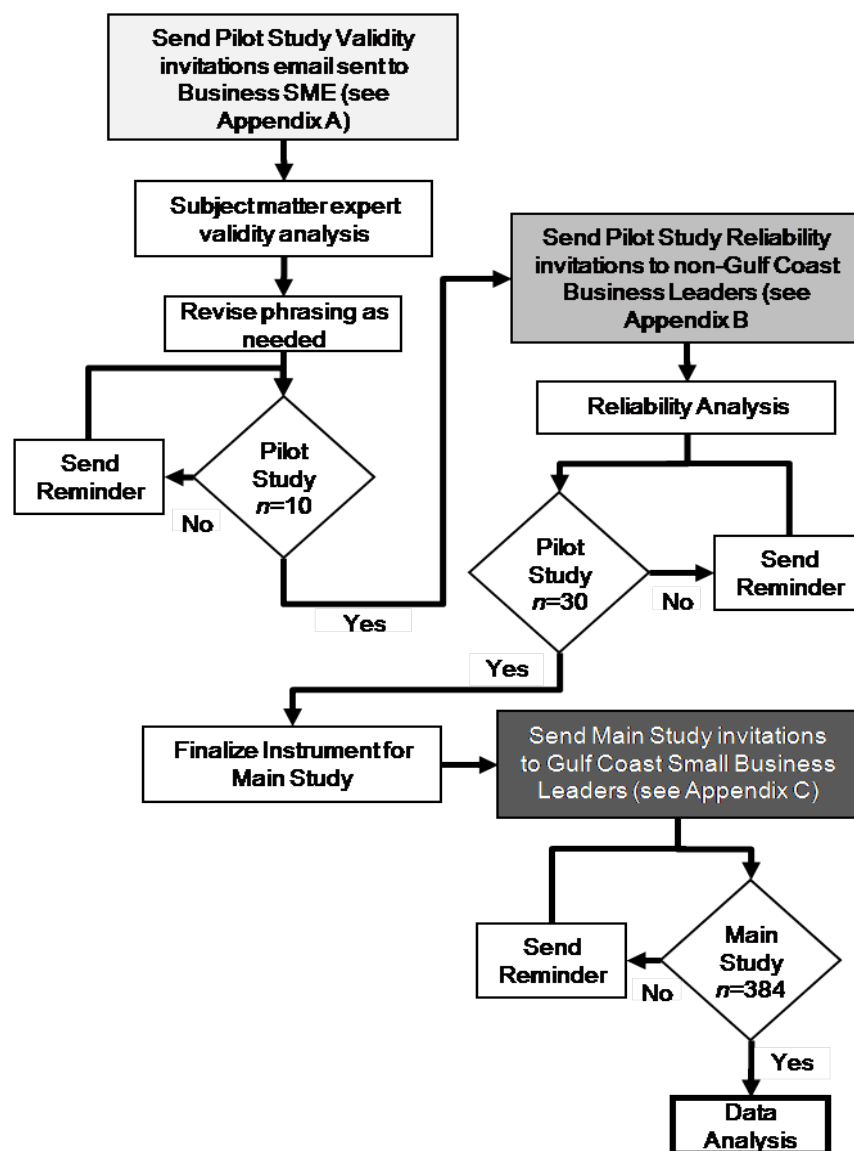 Send Pilot Study Validity
invitations email sent to
Business SME (see
Appendix A)
Subject matter expert
validity analysis
Revise phrasing as
needed
Pilot
Study
n=10
No
Send
Reminder
Yes
Send Pilot Study Reliability
invitations to non-Gulf Coast
Business Leaders (see
Appendix B
Reliability Analysis
Pilot
Study
n=30
No
Send
Reminder
Yes
Finalize Instrument for
Main Study
Send Main Study invitations
to Gulf Coast Small Business
Leaders (see Appendix C)
Main
Study
n=384
No
Send
Reminder
Yes
Data
Analysis